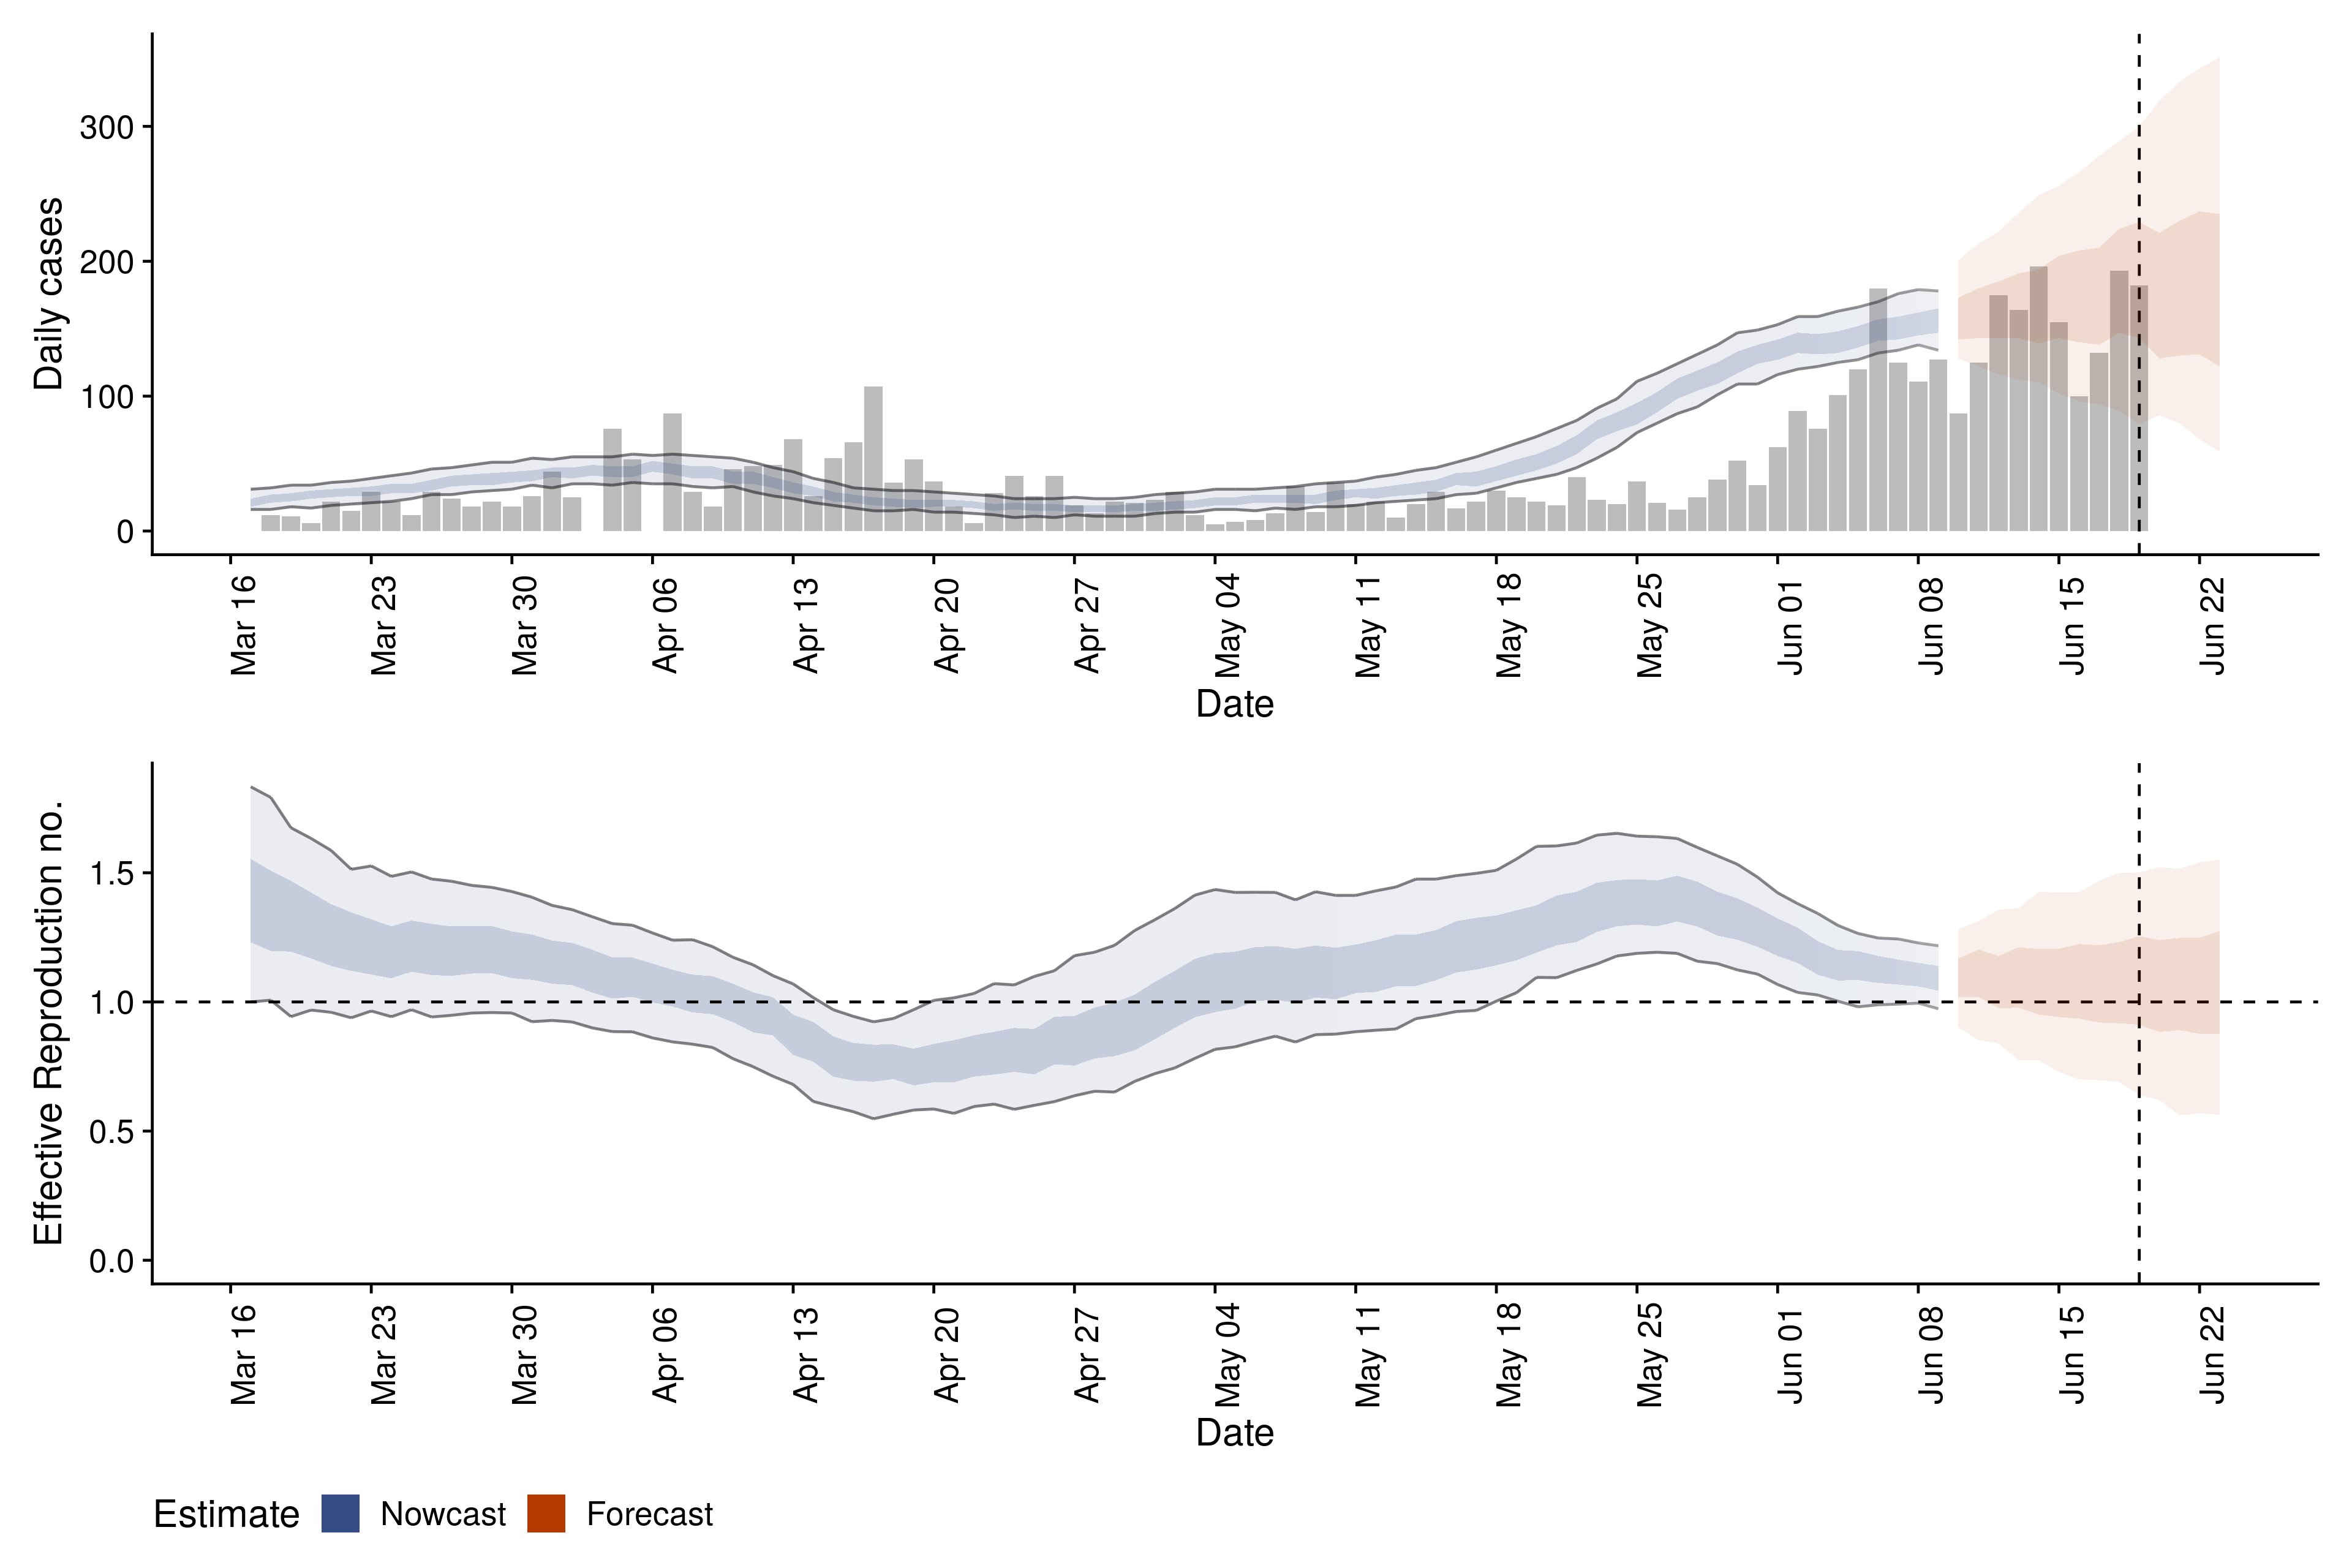 Daily cases
300
200
100
0
Mar 16
Mar 23
Mar 30
Apr 06
Apr 13
Apr 20
Apr 27
May 04
May 11
May 18
May 25
Jun 01
Jun 08
Jun 15
Jun 22
Date
Effective Reproduction no.
1.5
1.0
0.5
0.0
Mar 16
Mar 23
Mar 30
Apr 06
Apr 13
Apr 20
Apr 27
May 04
May 11
May 18
May 25
Jun 01
Jun 08
Jun 15
Jun 22
Date
Estimate Nowcast Forecast